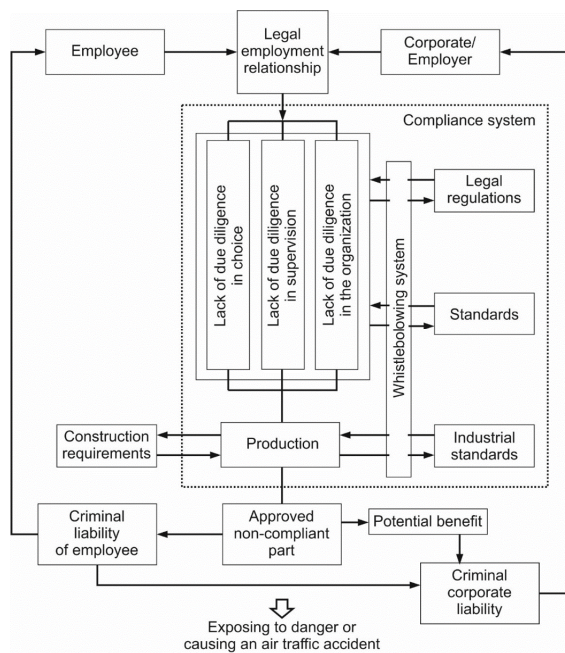 Employee
Legal
employment
relationship
Corporate/
Employer
Compliance system
Lack of due diligence
in choice
Lack of due diligence
in supervision
Lack of due diligence
in the organization
Whistlebolowing system
Legal
regulations
Standards
Construction
requirements
Production
Industrial
standards
Criminal
liability
of employee
Approved
non-compliant
part
Potential benefit
Criminal
corporate
liability
Exposing to danger or
causing an air traffic accident